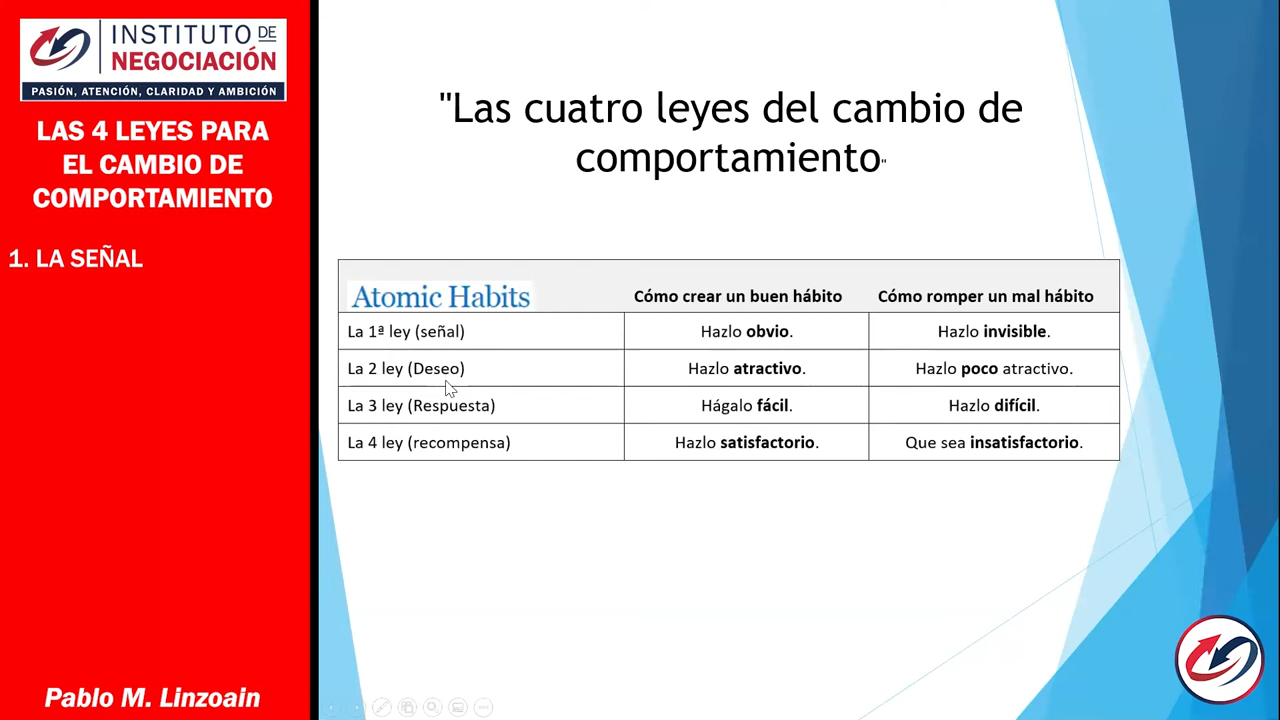 INSTITUTO DE
NEGOCIACIÓN
PASIÓN, ATENCIÓN, CLARIDAD Y AMBICIÓN
LAS 4 LEYES PARA
EL CAMBIO DE
COMPORTAMIENTO
1. LA SEÑAL
Pablo M. Linzoain
"Las cuatro leyes del cambio de
comportamiento"
Atomic Habits Cómo crear un buen hábito Cómo romper un mal hábito
La 1ª ley (señal) Hazlo obvio. Hazlo invisible.
La 2 ley (Deseo) Hazlo atractivo. Hazlo poco atractivo.
La 3 ley (Respuesta) Hágalo fácil. Hazlo difícil.
La 4 ley (recompensa) Hazlo satisfactorio. Que sea insatisfactorio.